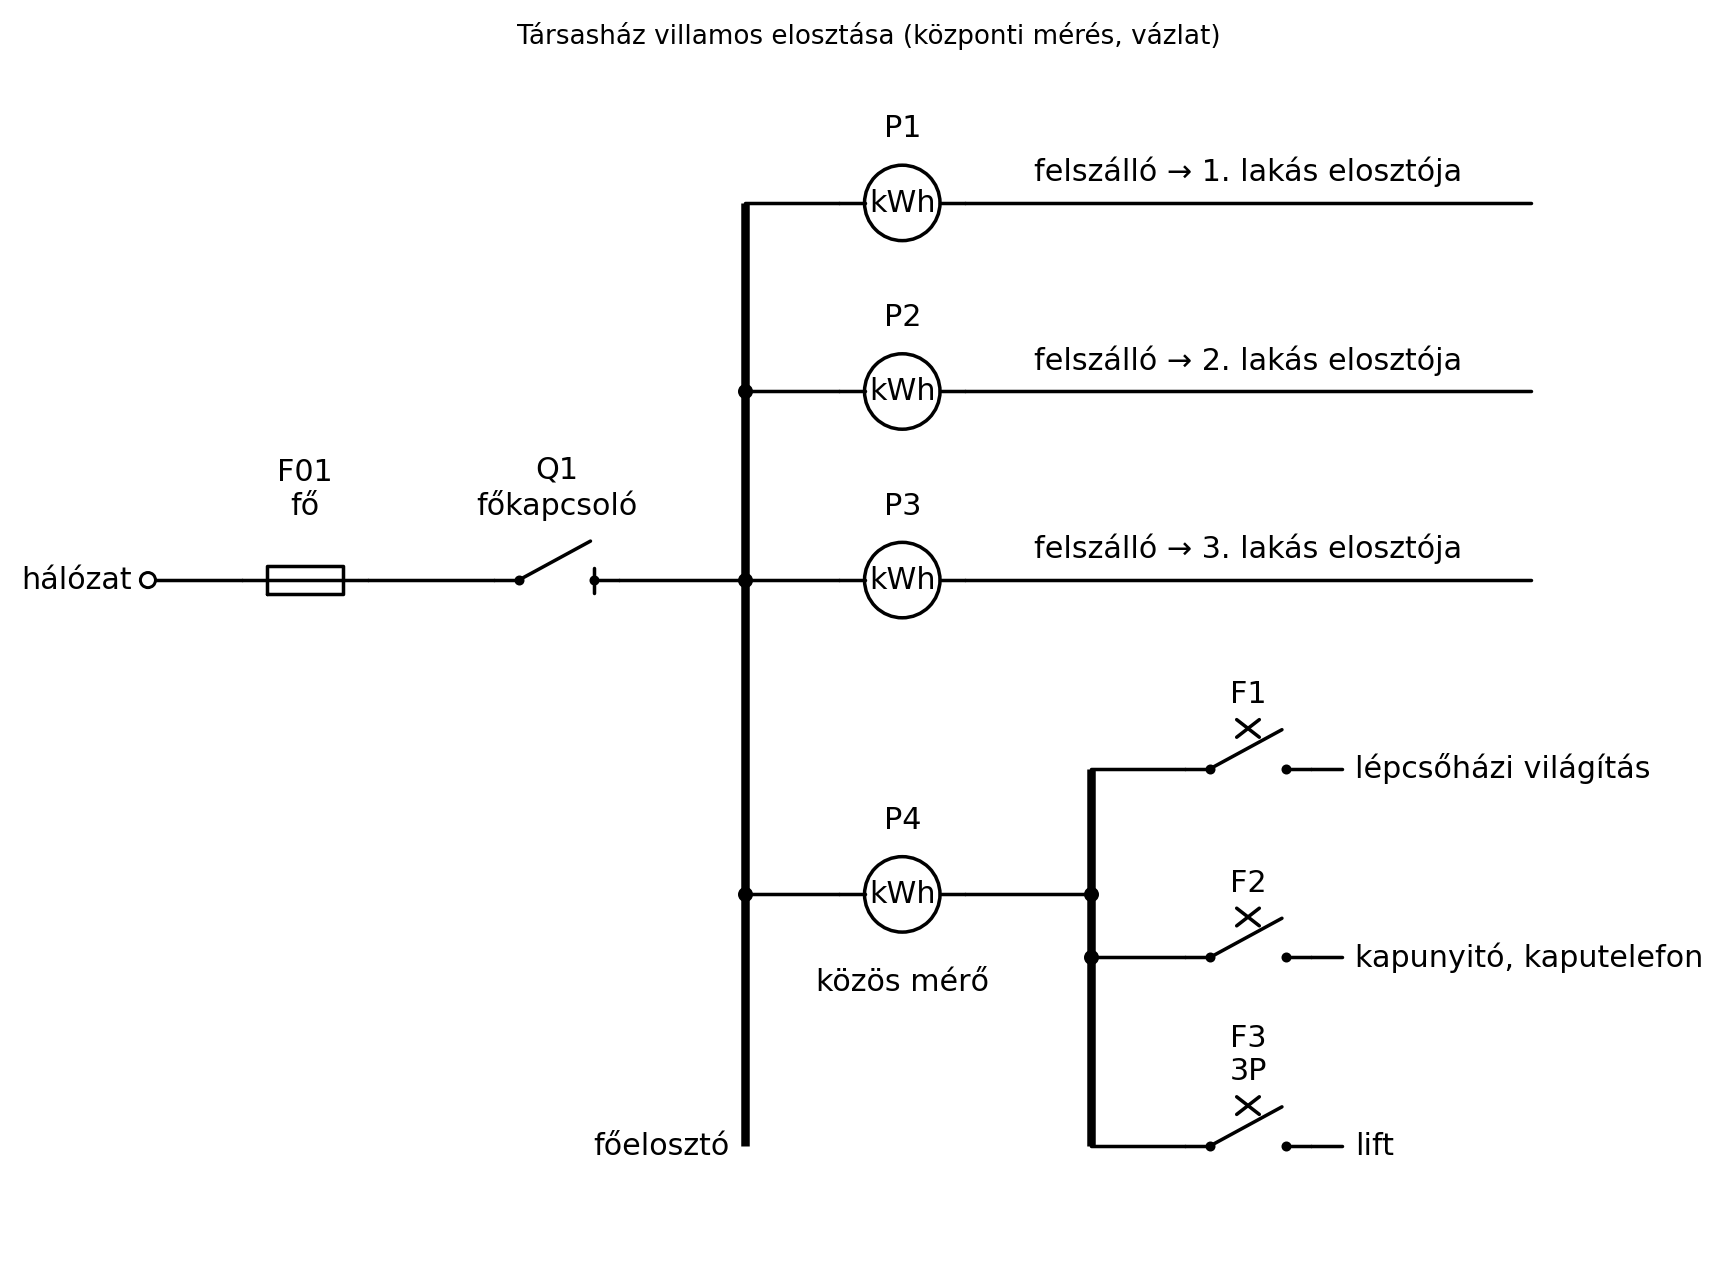 Társasház villamos elosztása (központi mérés, vázlat)
P1
kWh
felszálló → 1. lakás elosztója
P2
kWh
felszálló → 2. lakás elosztója
F01
fő
Q1
főkapcsoló
hálózat
P3
kWh
felszálló → 3. lakás elosztója
F1
lépcsőházi világítás
P4
kWh
közös mérő
F2
kapunyitó, kaputelefon
F3
3P
lift
főelosztó